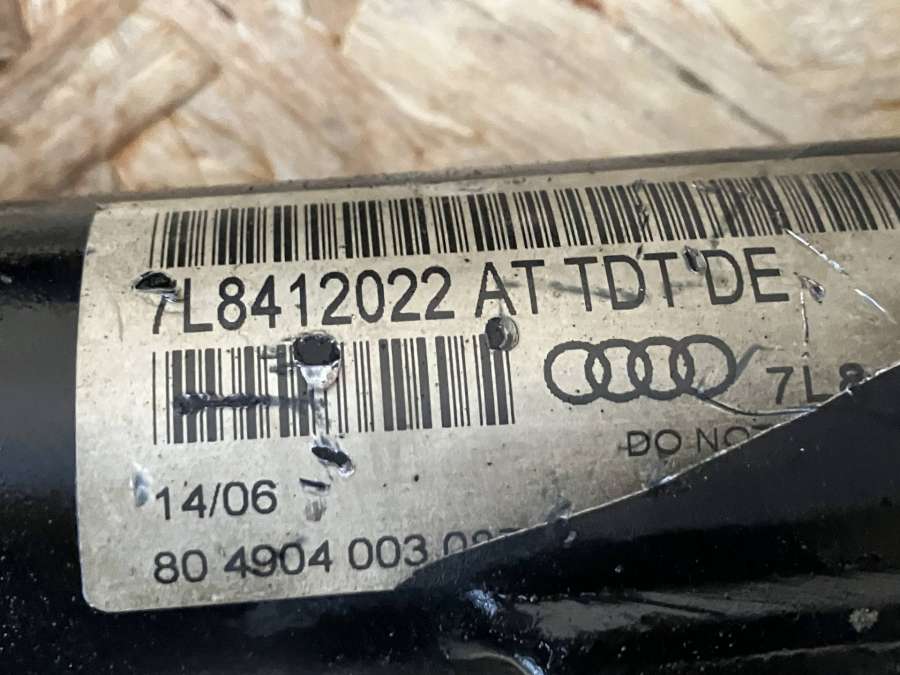 7L8412022 AT TDT DE
7L8
DO NOT
14/06
80 4904 003